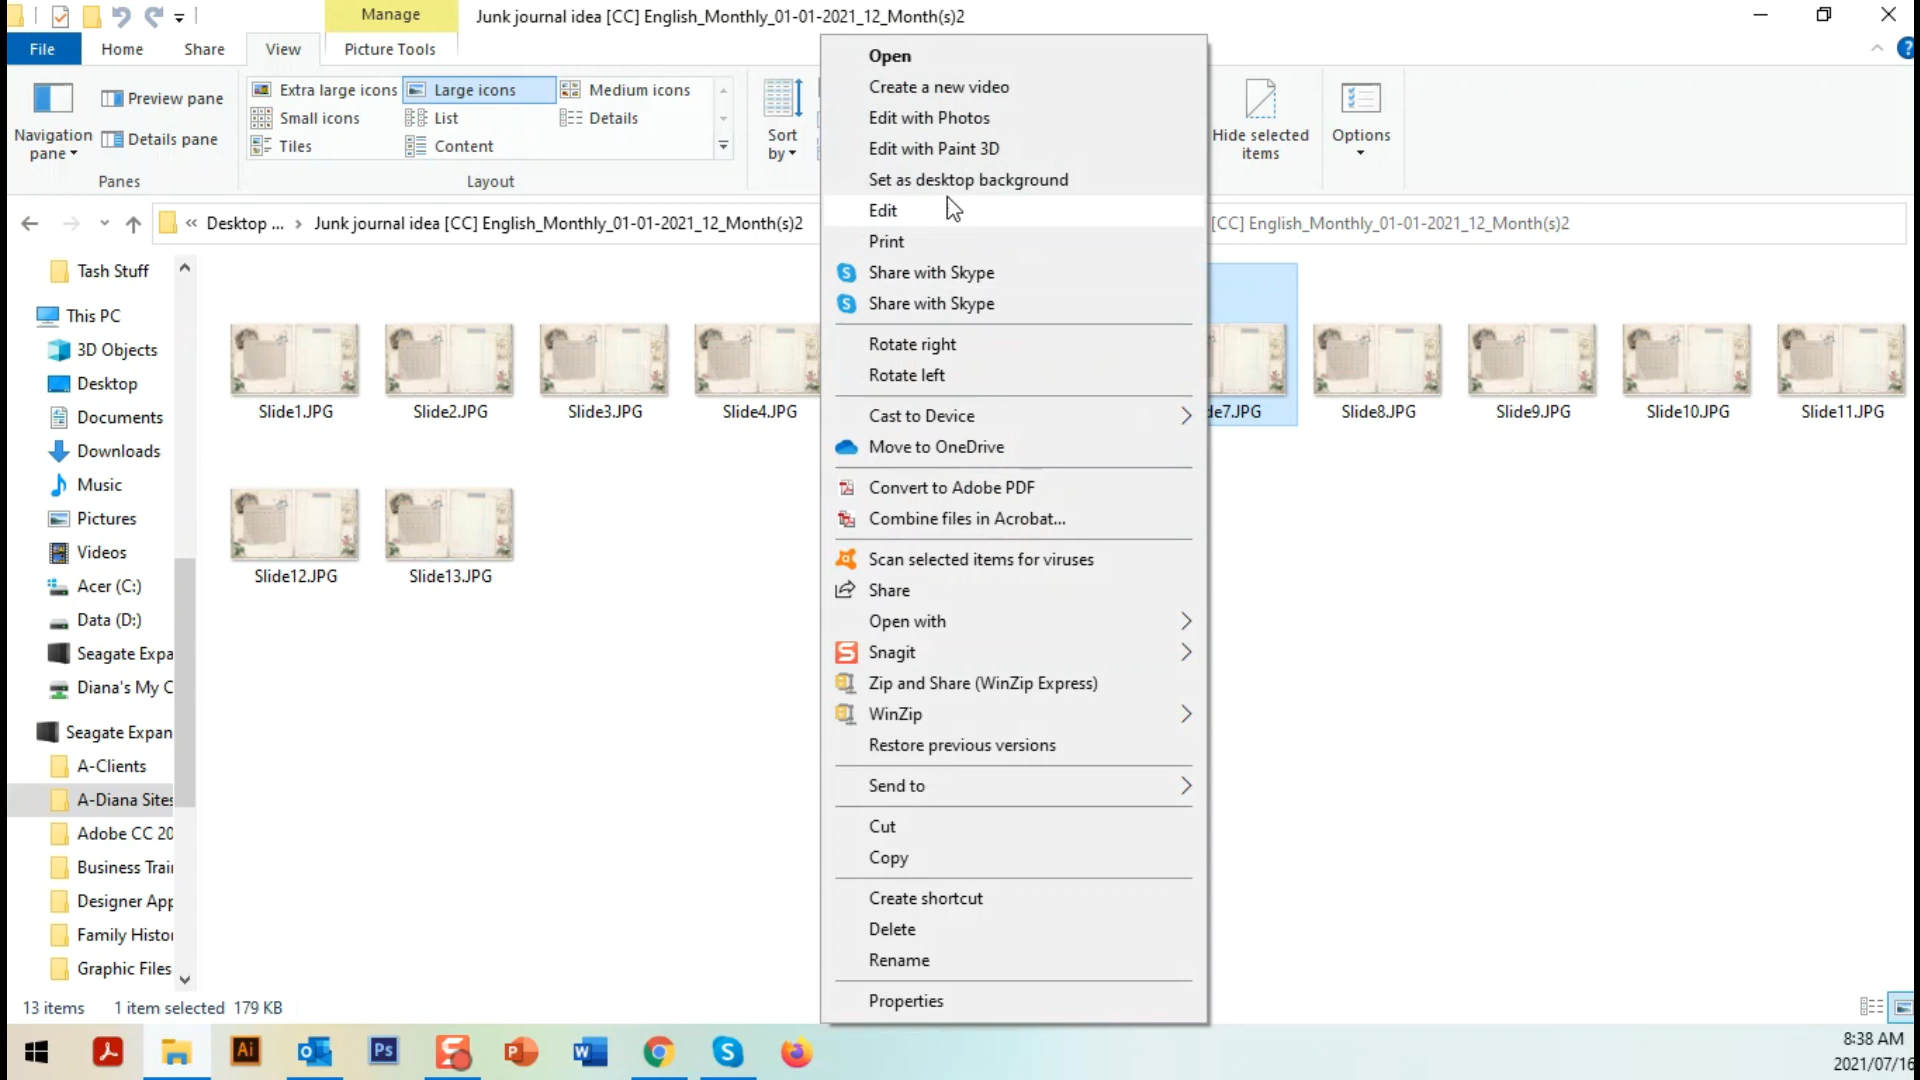 Manage
Junk journal idea [CC] English_Monthly_01-01-2021_12_Month(s)2
File
Home
Share
View
Picture Tools
?
Navigation
pane
Preview pane
Details pane
Panes
Extra large icons
Large icons
Medium icons
Small icons
List
Details
Tiles
Content
Layout
Sort
by
Hide selected
items
Options
« Desktop ... › Junk journal idea [CC] English_Monthly_01-01-2021_12_Month(s)2
[CC] English_Monthly_01-01-2021_12_Month(s)2
Open
Create a new video
Edit with Photos
Edit with Paint 3D
Set as desktop background
Edit
Print
Share with Skype
Share with Skype
Rotate right
Rotate left
Cast to Device
Move to OneDrive
Convert to Adobe PDF
Combine files in Acrobat...
Scan selected items for viruses
Share
Open with
Snagit
Zip and Share (WinZip Express)
WinZip
Restore previous versions
Send to
Cut
Copy
Create shortcut
Delete
Rename
Properties
Tash Stuff
This PC
3D Objects
Desktop
Documents
Downloads
Music
Pictures
Videos
Acer (C:)
Data (D:)
Seagate Expa
Diana's My C
Seagate Expan
A-Clients
A-Diana Sites
Adobe CC 20
Business Trai
Designer App
Family Histor
Graphic Files
Slide1.JPG
Slide2.JPG
Slide3.JPG
Slide4.JPG
de7.JPG
Slide8.JPG
Slide9.JPG
Slide10.JPG
Slide11.JPG
Slide12.JPG
Slide13.JPG
13 items
1 item selected 179 KB
Ai
Ps
S
P
W
S
8:38 AM
2021/07/16